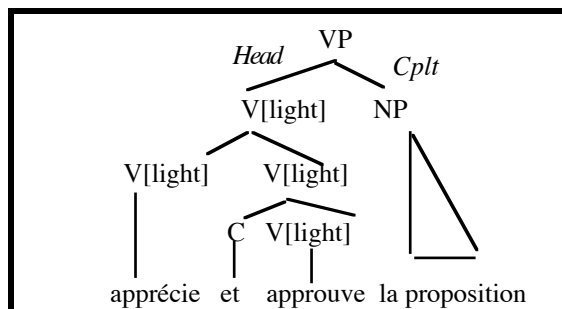 VP
Head Cplt
V[light] NP
V[light] V[light]
C V[light]
apprécie et approuve la proposition